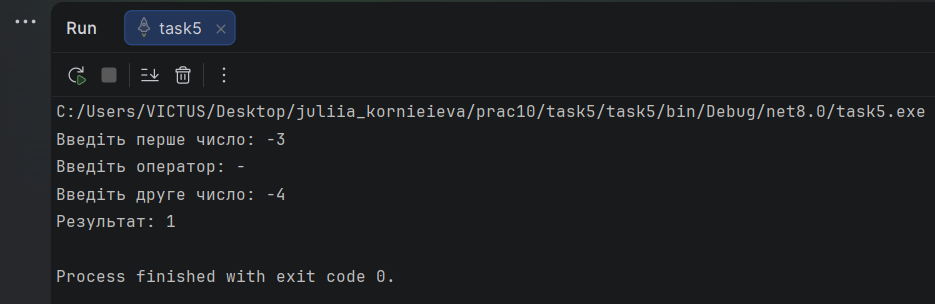 Run task5
C:/Users/VICTUS/Desktop/juliia_kornieieva/prac10/task5/task5/bin/Debug/net8.0/task5.exe
Введіть перше число: -3
Введіть оператор: -
Введіть друге число: -4
Результат: 1
Process finished with exit code 0.